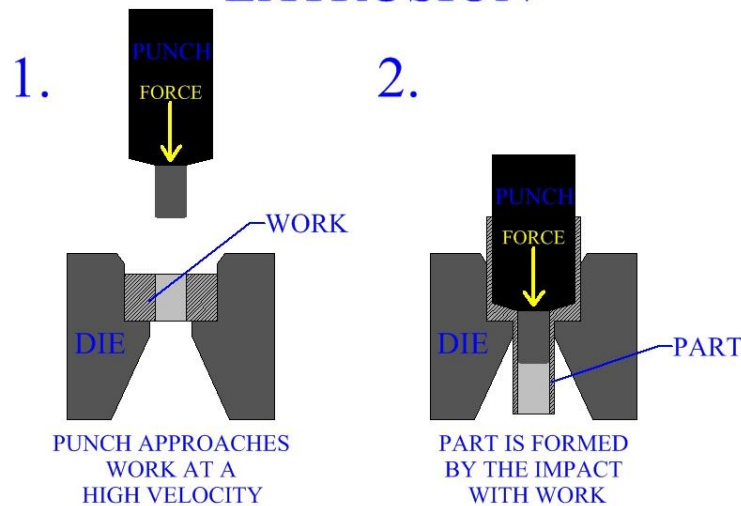 1.
PUNCH
FORCE
WORK
DIE
PUNCH APPROACHES
WORK AT A
HIGH VELOCITY
2.
PUNCH
FORCE
DIE
PART
PART IS FORMED
BY THE IMPACT
WITH WORK